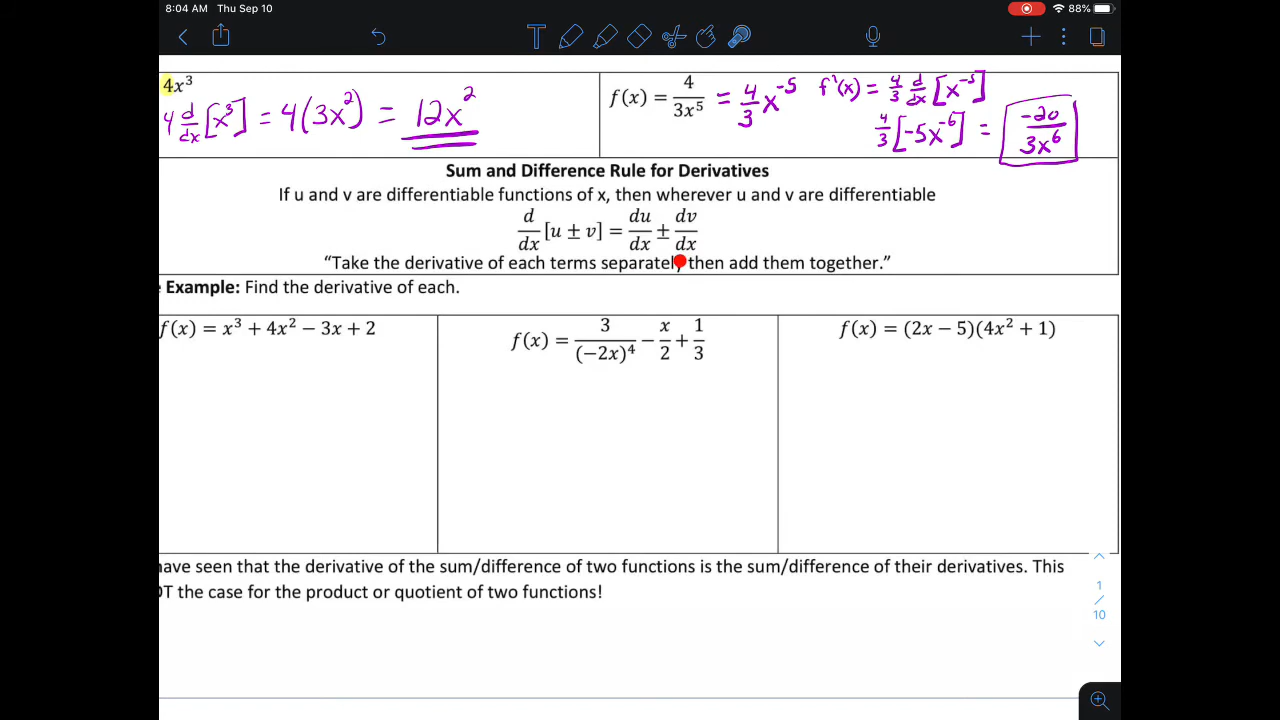 8:04 AM Thu Sep 10 88%
4x³
4 d/dx [x³] = 4(3x²) = 12x²
f(x) = 4/3x⁵ = 4/3 x⁻⁵ f'(x) = 4/3 d/dx [x⁻⁵]
4/3 [-5x⁻⁶] = -20/3x⁶
Sum and Difference Rule for Derivatives
If u and v are differentiable functions of x, then wherever u and v are differentiable
d/dx [u ± v] = du/dx ± dv/dx
“Take the derivative of each terms separately then add them together.”
Example: Find the derivative of each.
f(x) = x³ + 4x² − 3x + 2
f(x) = 3/(−2x)⁴ − x/2 + 1/3
f(x) = (2x − 5)(4x² + 1)
have seen that the derivative of the sum/difference of two functions is the sum/difference of their derivatives. This
the case for the product or quotient of two functions!
1
/
10